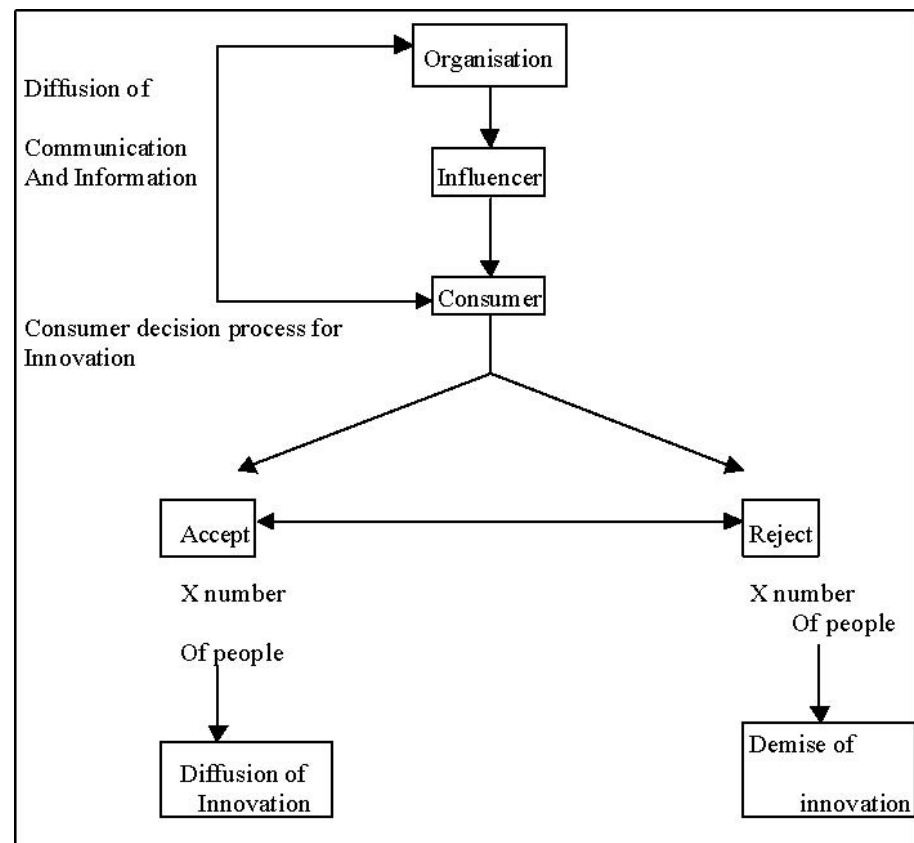 Organisation
Diffusion of
Communication
And Information
Influencer
Consumer
Consumer decision process for
Innovation
Accept
Reject
X number
Of people
X number
Of people
Diffusion of
Innovation
Demise of
innovation